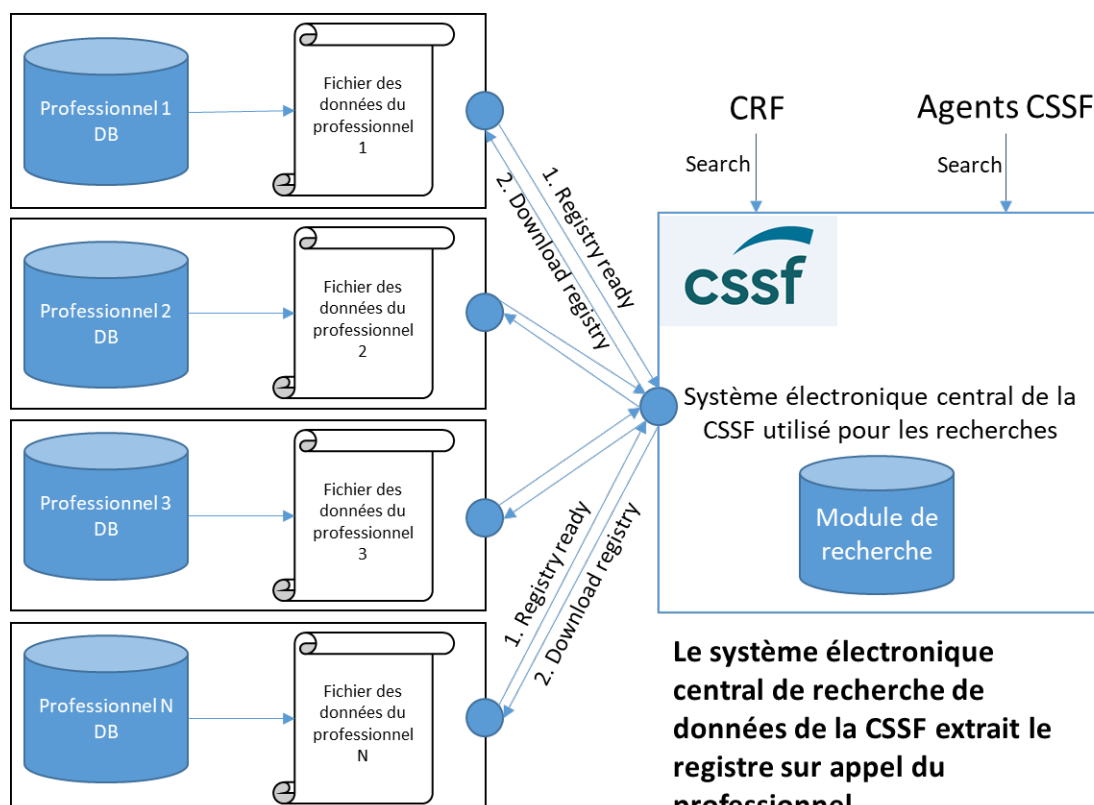 Professionnel 1
DB
Fichier des
données du
professionnel
1
Professionnel 2
DB
Fichier des
données du
professionnel
2
Professionnel 3
DB
Fichier des
données du
professionnel
3
Professionnel N
DB
Fichier des
données du
professionnel
N
1. Registry ready
2. Download registry
1. Registry ready
2. Download registry
CRF
Agents CSSF
Search
Search
cssf
Système électronique central de la
CSSF utilisé pour les recherches
Module de
recherche
Le système électronique
central de recherche de
données de la CSSF extrait le
registre sur appel du
professionnel